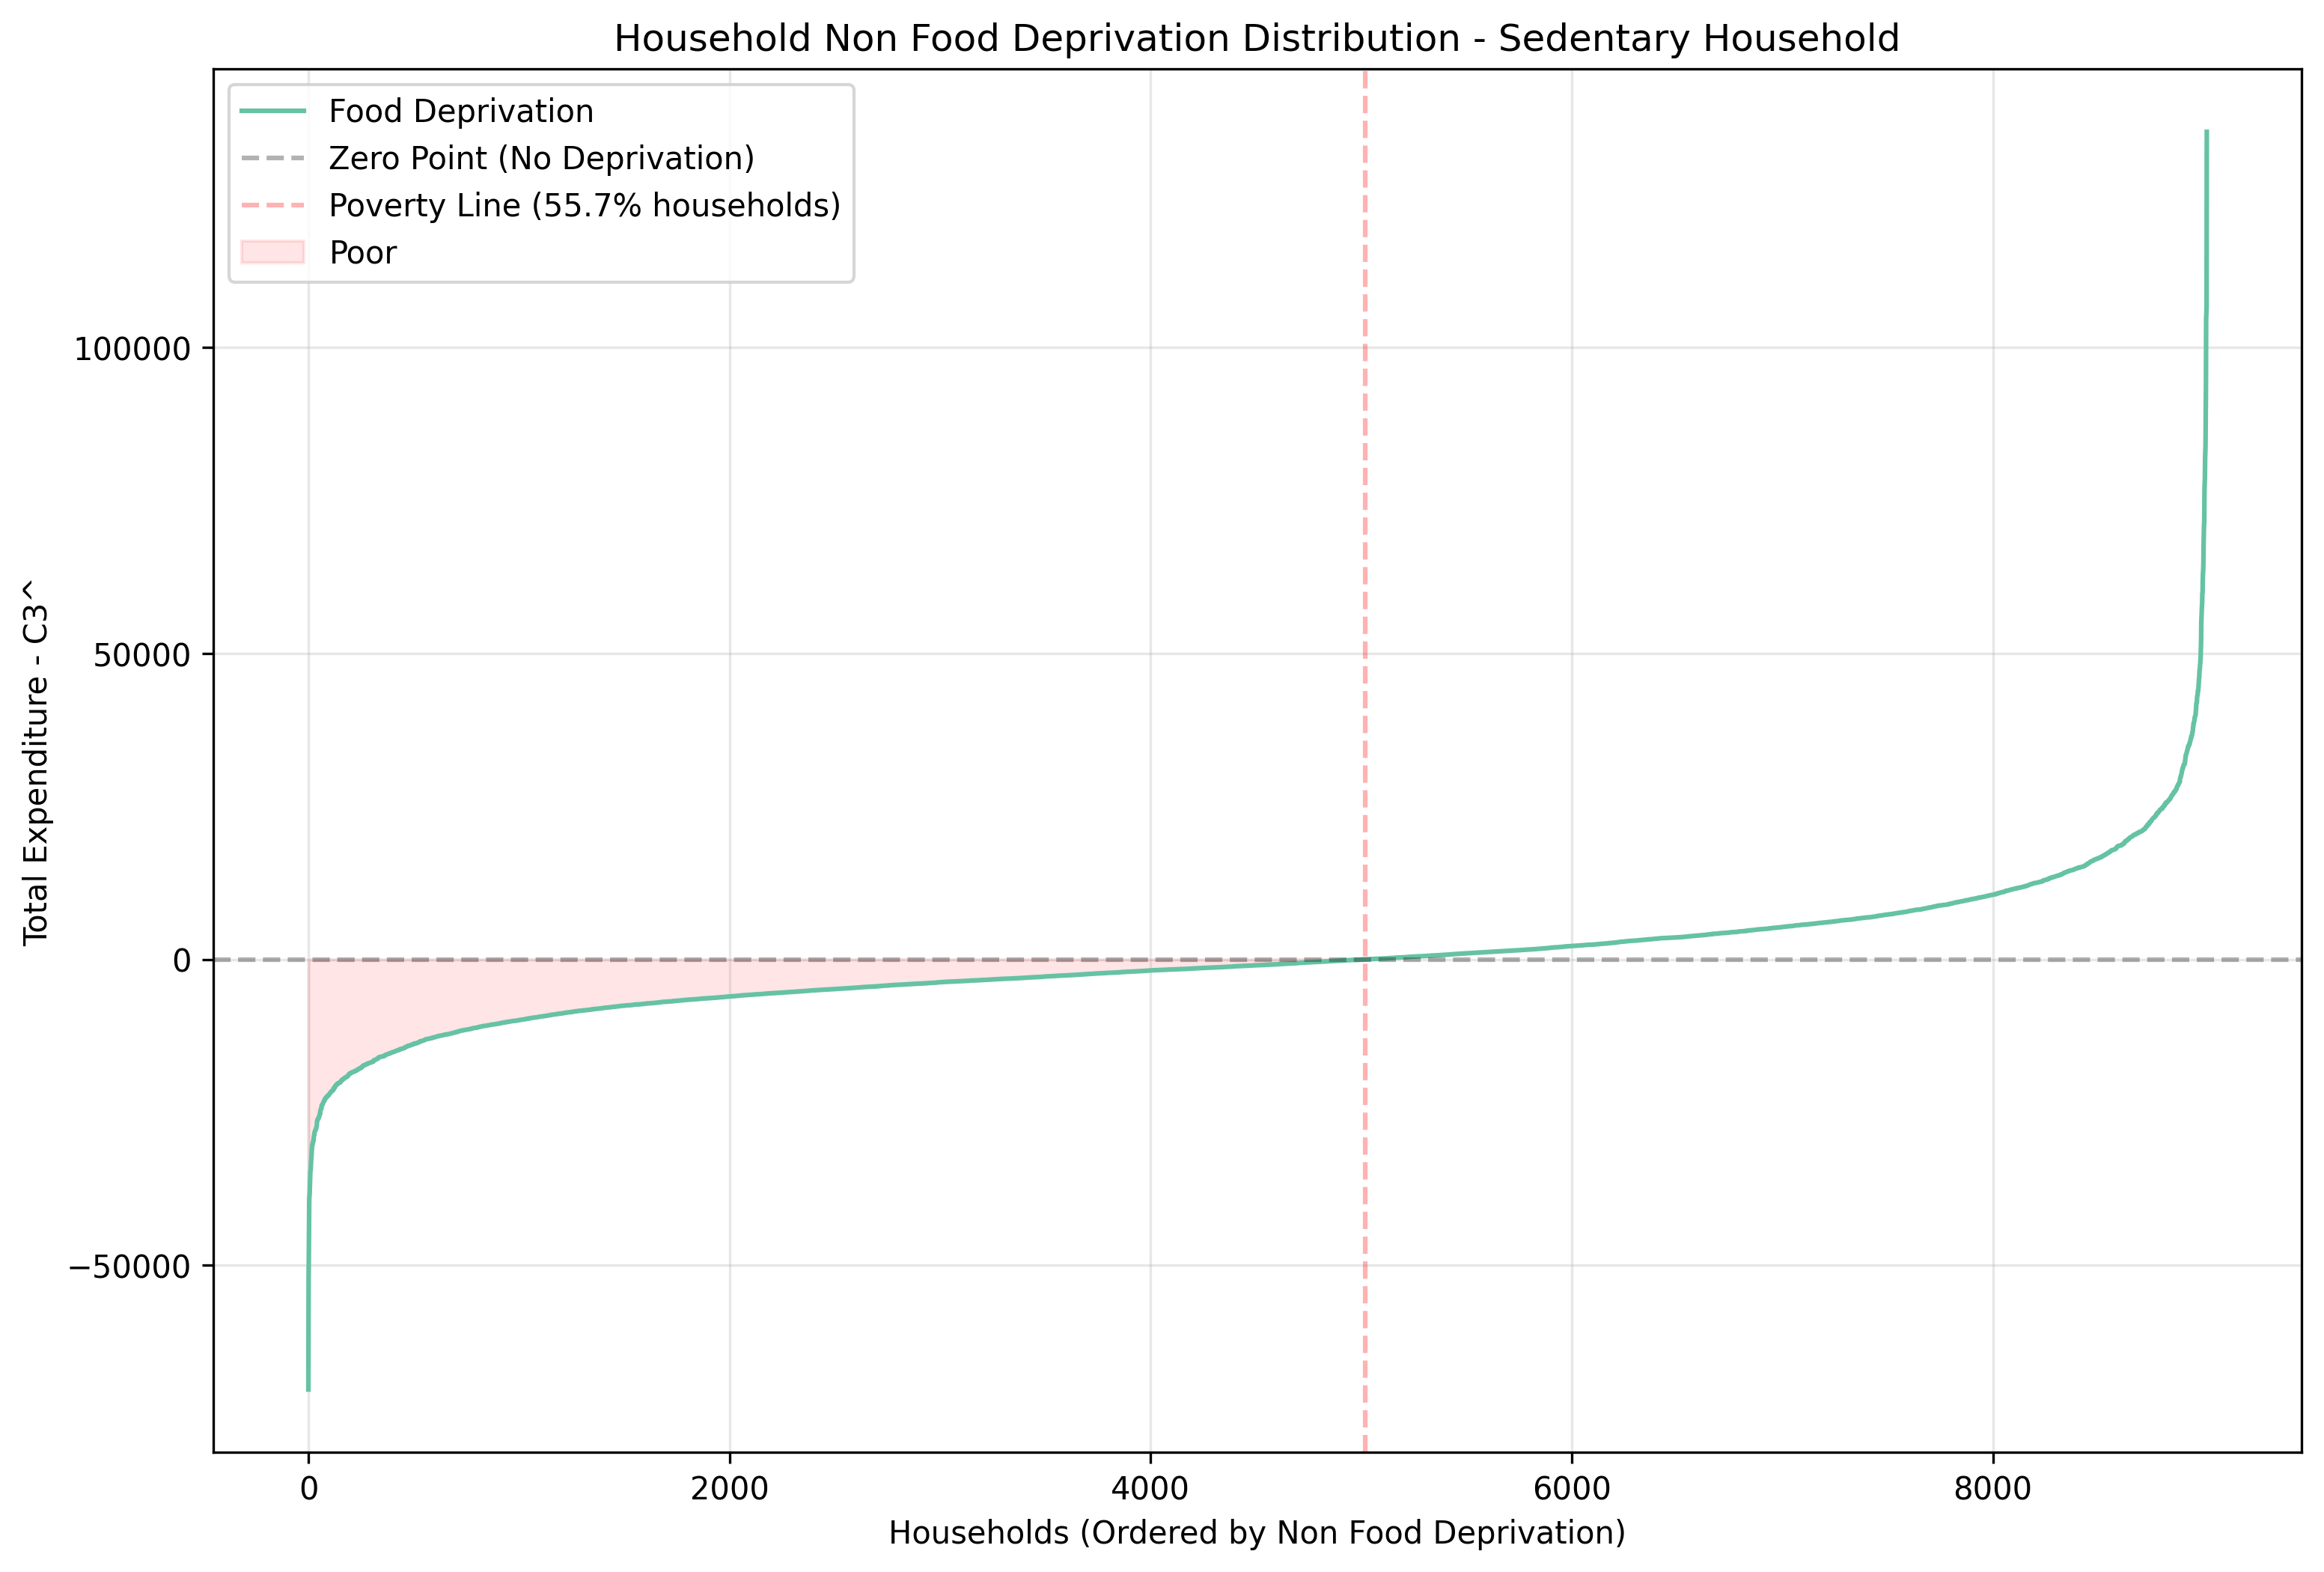 Household Non Food Deprivation Distribution - Sedentary Household
Food Deprivation
Zero Point (No Deprivation)
Poverty Line (55.7% households)
Poor
100000
50000
0
−50000
Total Expenditure - C3^
0 2000 4000 6000 8000
Households (Ordered by Non Food Deprivation)